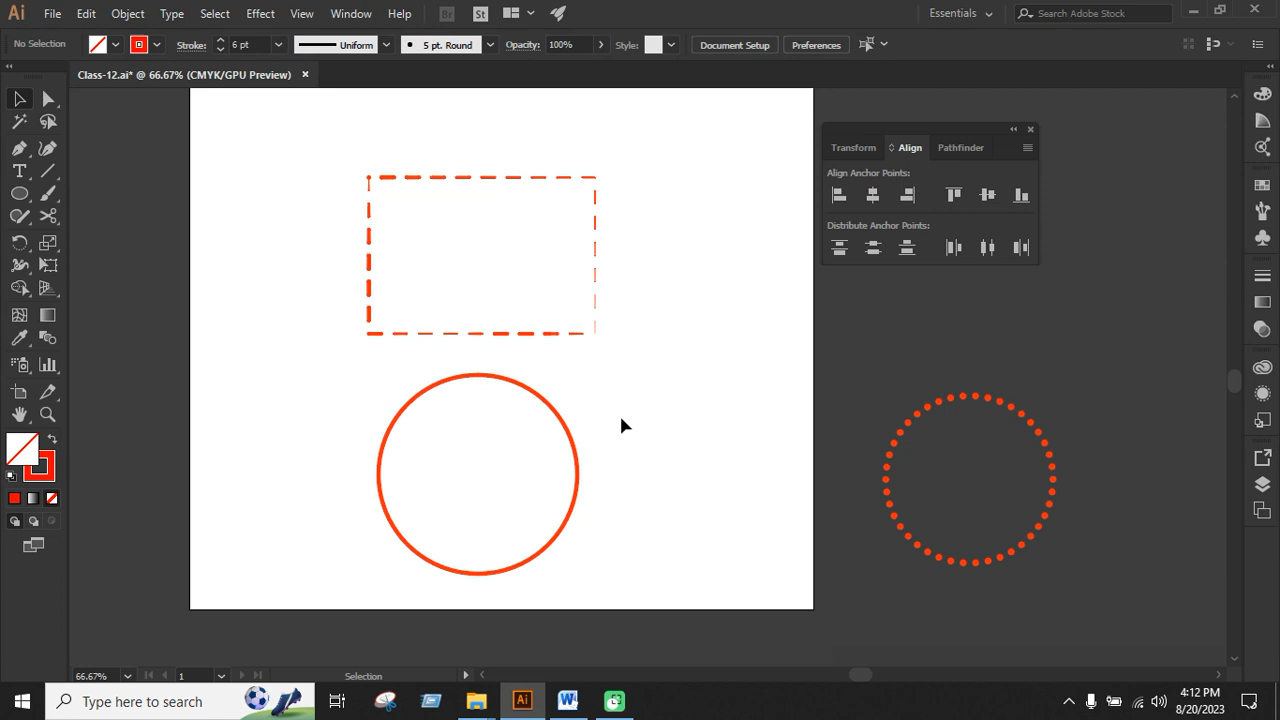 Ai File Edit Object Type Select Effect View Window Help Br St Essentials Search Adobe Stock
No Selection Stroke: 6 pt Uniform 5 pt. Round Opacity: 100% Style: Document Setup Preferences
Class-12.ai* @ 66.67% (CMYK/GPU Preview) ×
Transform Align Pathfinder
Align Anchor Points:
Distribute Anchor Points:
66.67% 1 Selection
Type here to search Ai W 4:12 PM
8/20/2023